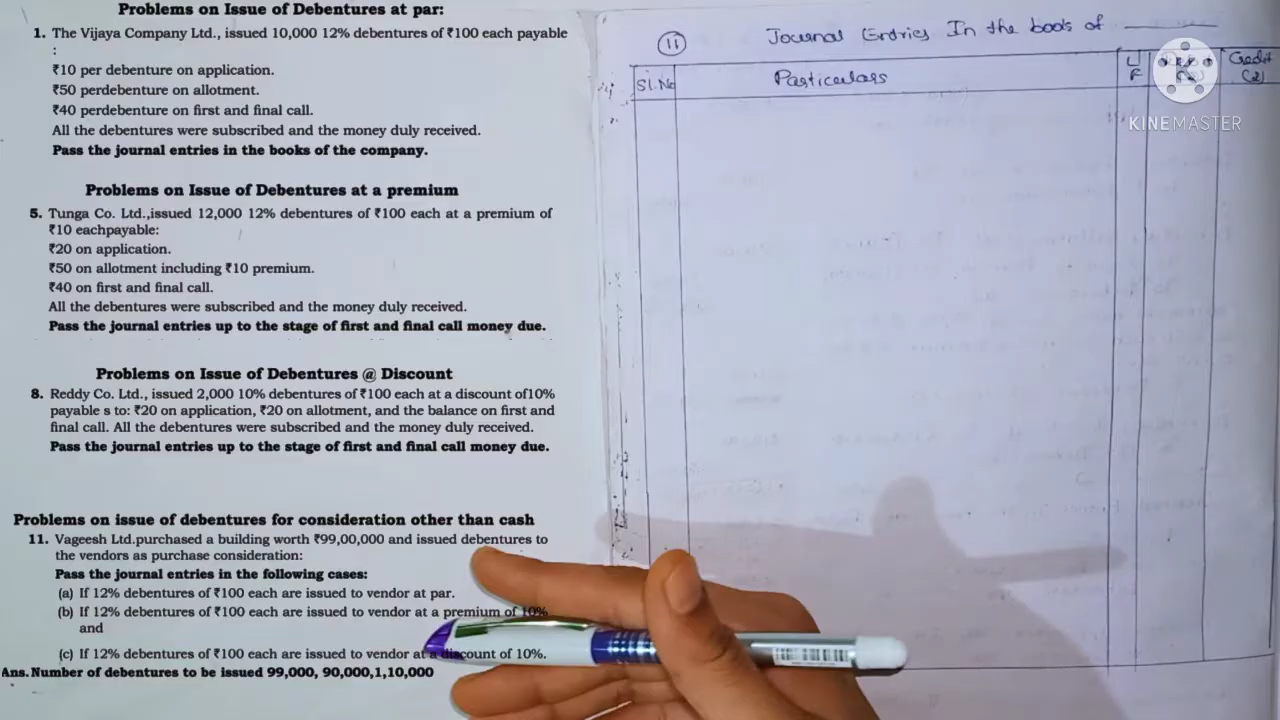 Problems on Issue of Debentures at par:
1. The Vijaya Company Ltd., issued 10,000 12% debentures of ₹100 each payable
:
₹10 per debenture on application.
₹50 perdebenture on allotment.
₹40 perdebenture on first and final call.
All the debentures were subscribed and the money duly received.
Pass the journal entries in the books of the company.
Problems on Issue of Debentures at a premium
5. Tunga Co. Ltd.,issued 12,000 12% debentures of ₹100 each at a premium of
₹10 eachpayable:
₹20 on application.
₹50 on allotment including ₹10 premium.
₹40 on first and final call.
All the debentures were subscribed and the money duly received.
Pass the journal entries up to the stage of first and final call money due.
Problems on Issue of Debentures @ Discount
8. Reddy Co. Ltd., issued 2,000 10% debentures of ₹100 each at a discount of10%
payable s to: ₹20 on application, ₹20 on allotment, and the balance on first and
final call. All the debentures were subscribed and the money duly received.
Pass the journal entries up to the stage of first and final call money due.
Problems on issue of debentures for consideration other than cash
11. Vageesh Ltd.purchased a building worth ₹99,00,000 and issued debentures to
the vendors as purchase consideration:
Pass the journal entries in the following cases:
(a) If 12% debentures of ₹100 each are issued to vendor at par.
(b) If 12% debentures of ₹100 each are issued to vendor at a premium of 10%
and
(c) If 12% debentures of ₹100 each are issued to vendor at a discount of 10%.
Ans.Number of debentures to be issued 99,000, 90,000,1,10,000
11 Journal Entries In the books of
Sl.No Particulars L F Credit (₹)
KINEMASTER